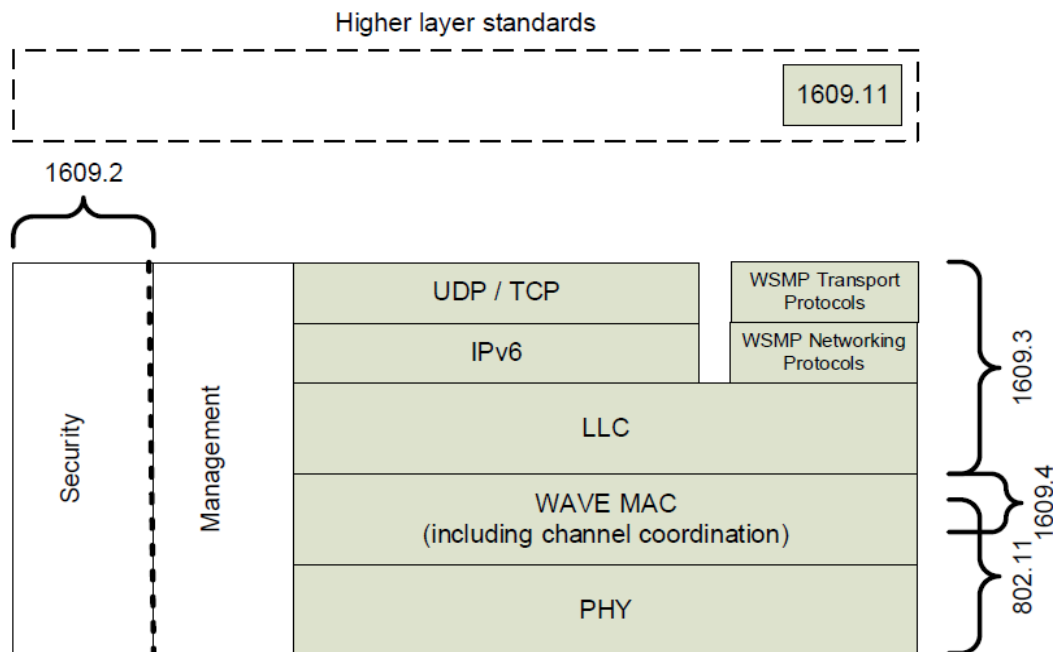 Higher layer standards
1609.11
1609.2
UDP / TCP
WSMP Transport
Protocols
IPv6
WSMP Networking
Protocols
1609.3
Security
Management
LLC
WAVE MAC
(including channel coordination)
1609.4
802.11
PHY